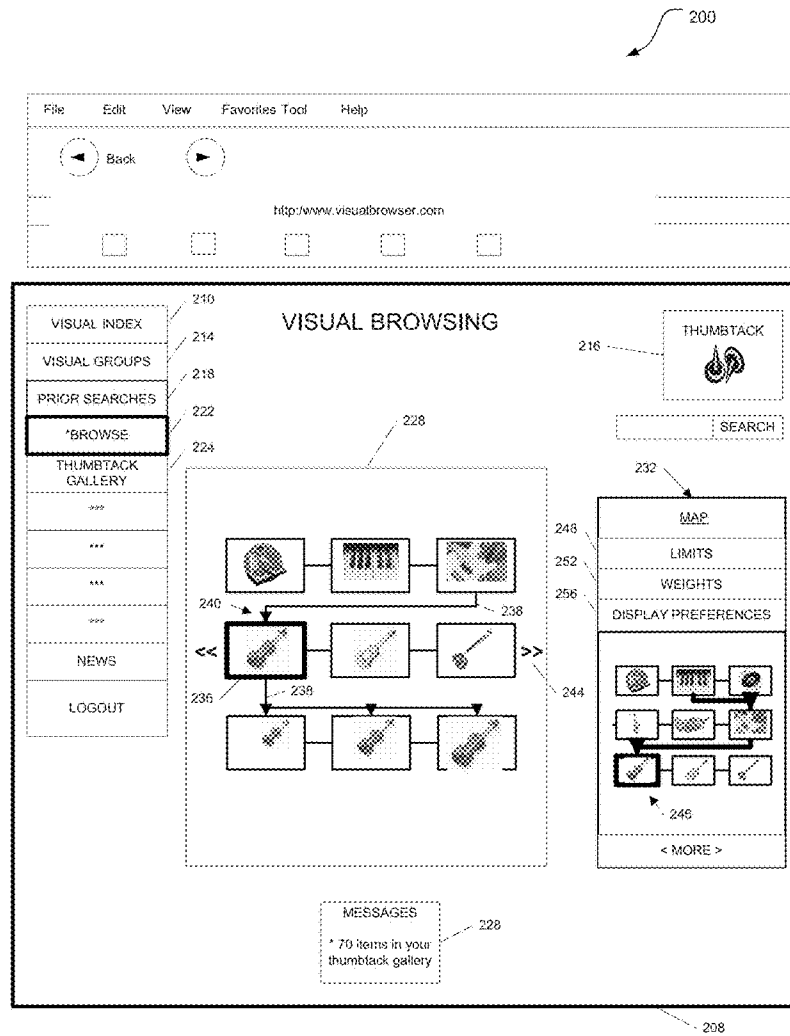 200
File Edit View Favorites Tool Help
Back
http:/www.visualbrowser.com
VISUAL BROWSING
VISUAL INDEX
210
VISUAL GROUPS
214
PRIOR SEARCHES
218
*BROWSE
222
THUMBTACK
GALLERY
224
***
***
***
***
NEWS
LOGOUT
216
THUMBTACK
SEARCH
228
232
MAP
248
LIMITS
252
WEIGHTS
256
DISPLAY PREFERENCES
240
238
<<
>>
236
238
244
246
< MORE >
MESSAGES
* 70 items in your
thumbtack gallery
228
208